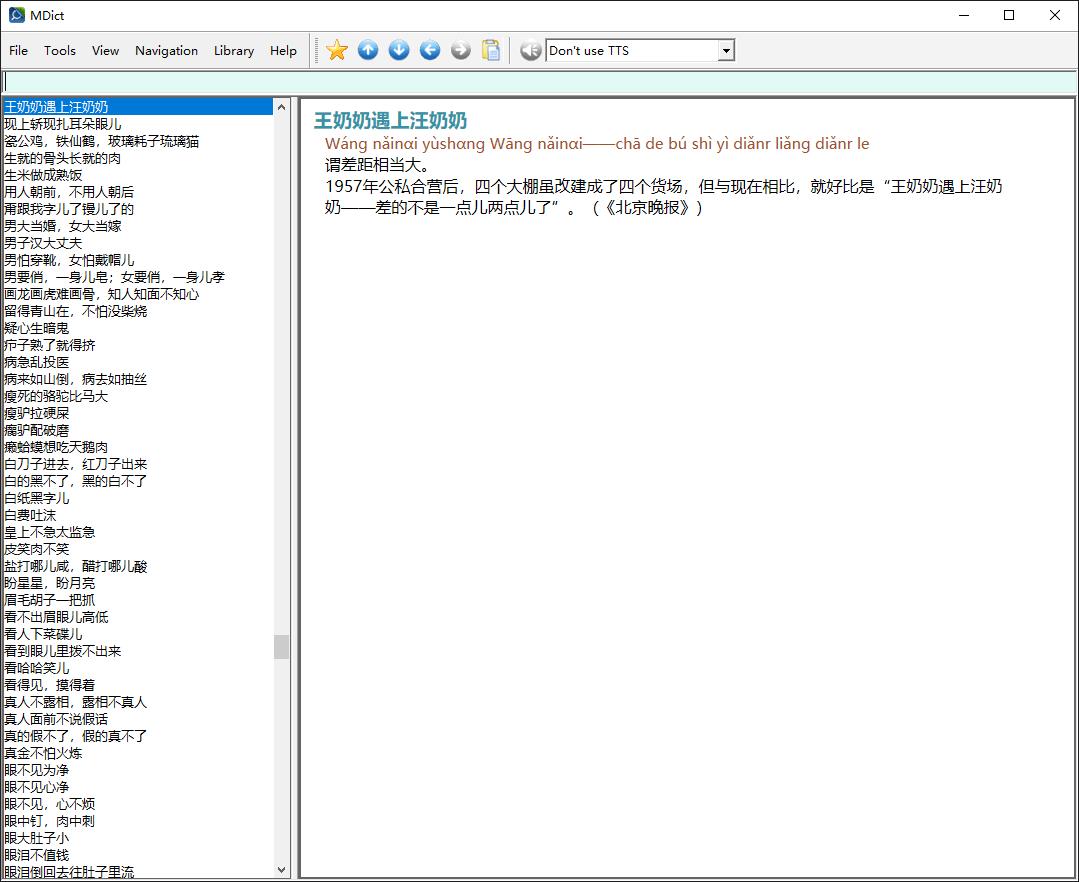 MDict
File Tools View Navigation Library Help Don't use TTS
王奶奶遇上汪奶奶
现上轿现扎耳朵眼儿
瓷公鸡，铁仙鹤，玻璃耗子琉璃猫
生就的骨头长就的肉
生米做成熟饭
用人朝前，不用人朝后
甭跟我字儿了镘儿了的
男大当婚，女大当嫁
男子汉大丈夫
男怕穿靴，女怕戴帽儿
男要俏，一身儿皂；女要俏，一身儿孝
画龙画虎难画骨，知人知面不知心
留得青山在，不怕没柴烧
疑心生暗鬼
疖子熟了就得挤
病急乱投医
病来如山倒，病去如抽丝
瘦死的骆驼比马大
瘦驴拉硬屎
瘸驴配破磨
癞蛤蟆想吃天鹅肉
白刀子进去，红刀子出来
白的黑不了，黑的白不了
白纸黑字儿
白费吐沫
皇上不急太监急
皮笑肉不笑
盐打哪儿咸，醋打哪儿酸
盼星星，盼月亮
眉毛胡子一把抓
看不出眉眼儿高低
看人下菜碟儿
看到眼儿里拨不出来
看哈哈笑儿
看得见，摸得着
真人不露相，露相不真人
真人面前不说假话
真的假不了，假的真不了
真金不怕火炼
眼不见为净
眼不见心净
眼不见，心不烦
眼中钉，肉中刺
眼大肚子小
眼泪不值钱
眼泪倒回去往肚子里流
王奶奶遇上汪奶奶
Wáng nǎinɑi yùshɑng Wāng nǎinɑi——chā de bú shì yì diǎnr liǎng diǎnr le
谓差距相当大。
1957年公私合营后，四个大棚虽改建成了四个货场，但与现在相比，就好比是“王奶奶遇上汪奶
奶——差的不是一点儿两点儿了”。（《北京晚报》）